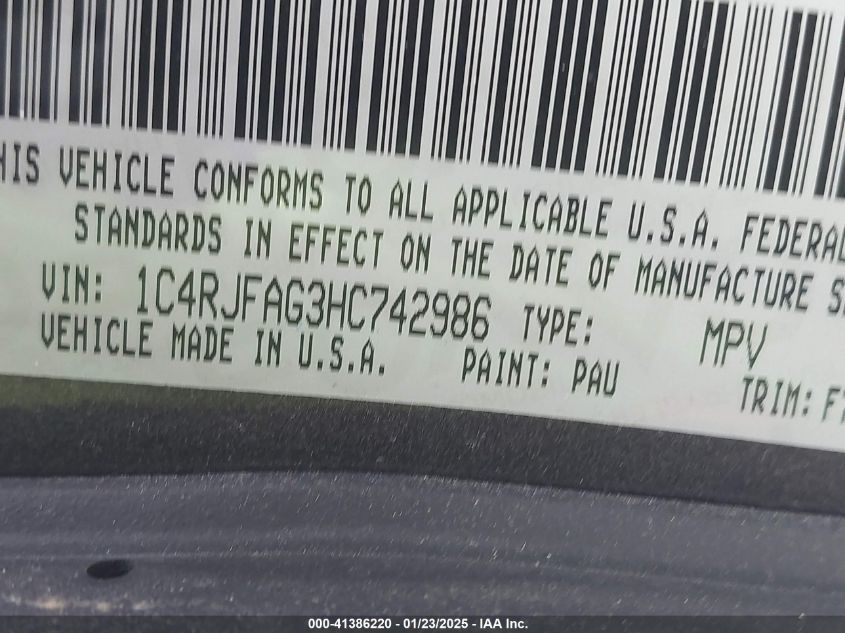 THIS VEHICLE CONFORMS TO ALL APPLICABLE U.S.A. FEDERAL
STANDARDS IN EFFECT ON THE DATE OF MANUFACTURE
VIN: 1C4RJFAG3HC742986 TYPE: MPV
VEHICLE MADE IN U.S.A. PAINT: PAU TRIM:
000-41386220 - 01/23/2025 - IAA Inc.